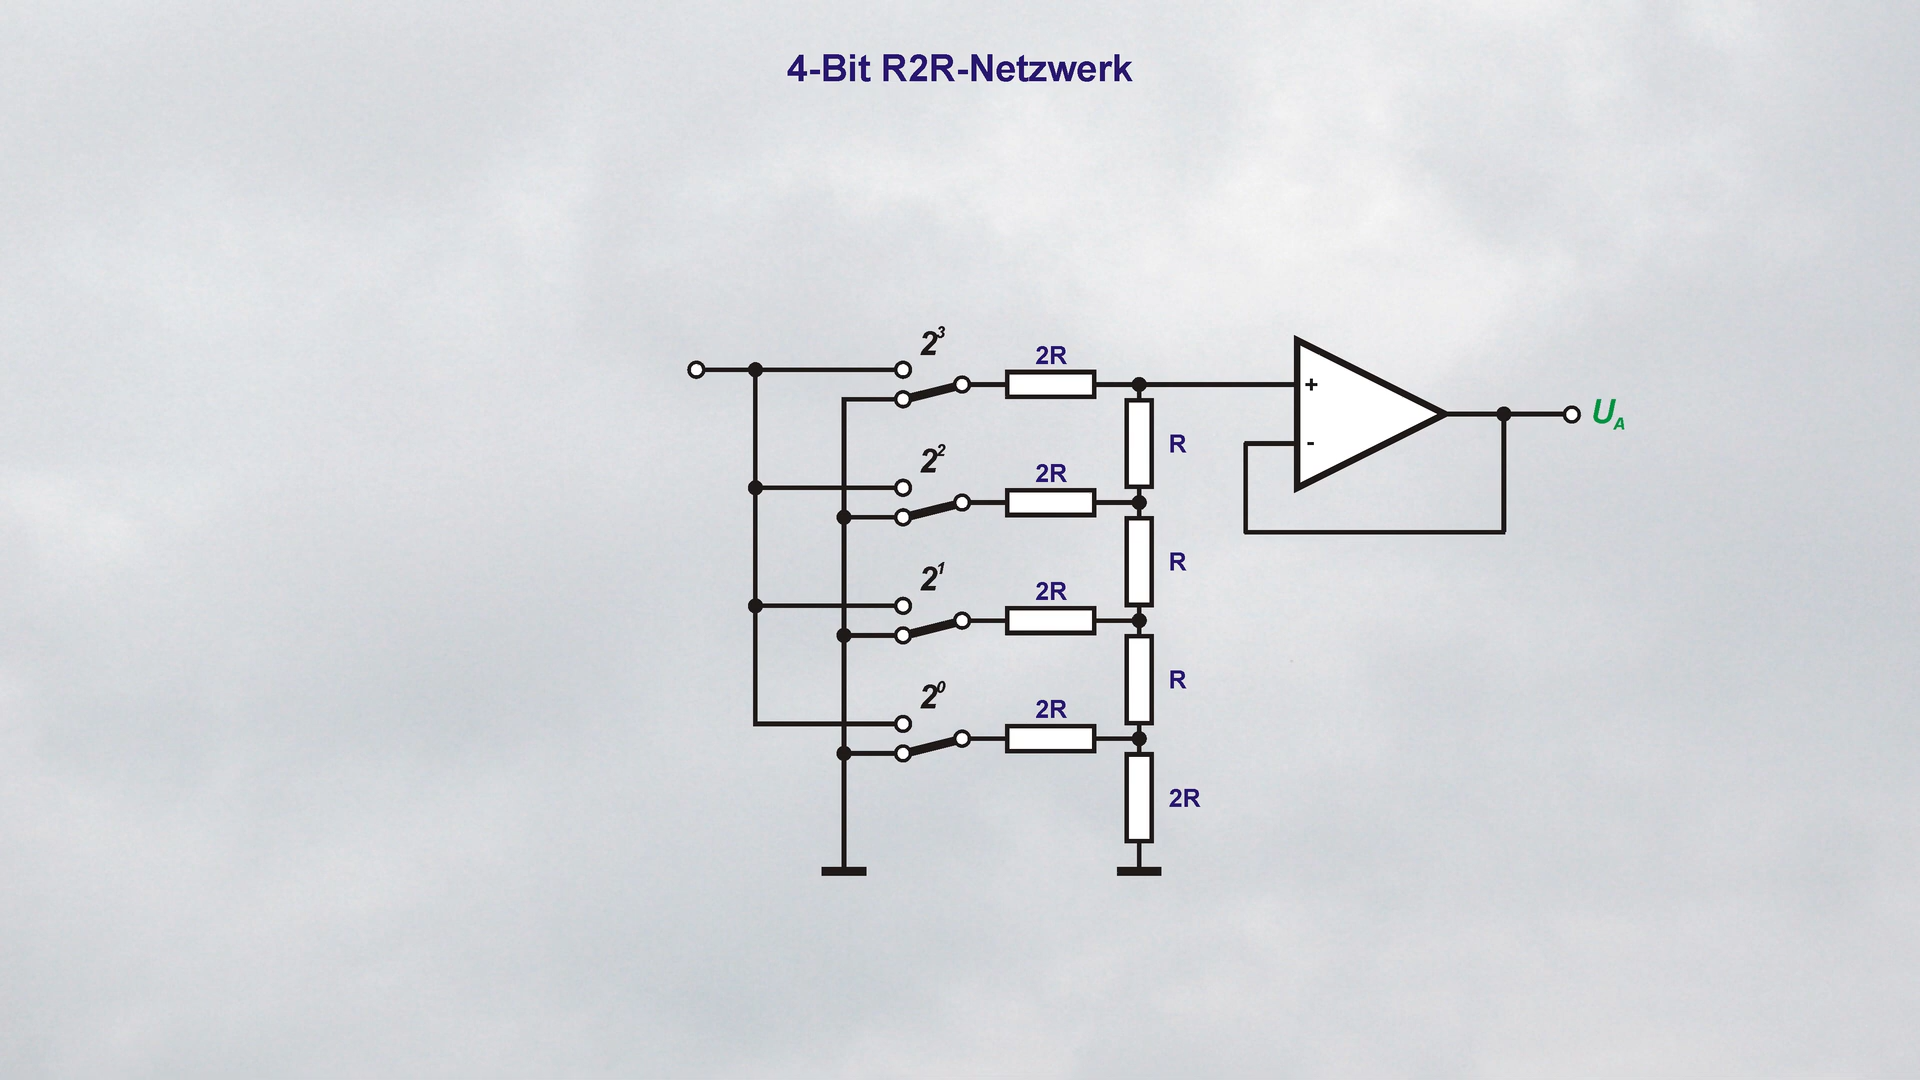 4-Bit R2R-Netzwerk
2³
2R
+
U_A
R
-
2²
2R
R
2¹
2R
R
2⁰
2R
2R